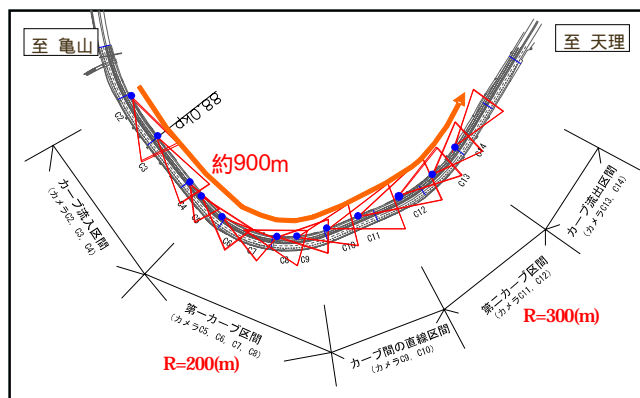 至 亀山
至 天理
88.0kp
約900m
C2
C3
C4
C5
C6
C7
C8
C9
C10
C11
C12
C13
C14
カーブ流入区間
(カメラC2, C3, C4)
第一カーブ区間
(カメラC5, C6, C7, C8)
R=200(m)
カーブ間の直線区間
(カメラC9, C10)
第二カーブ区間
(カメラC11, C12)
R=300(m)
カーブ流出区間
(カメラC13, C14)